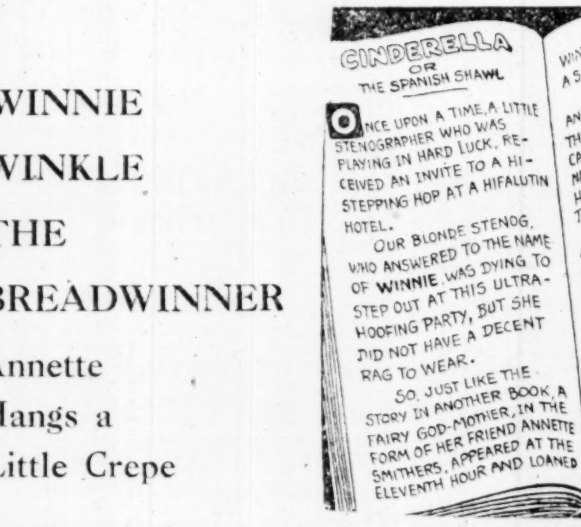 WINNIE
WINKLE
THE
BREADWINNER
Annette
Hangs a
Little Crepe
CINDERELLA
OR
THE SPANISH SHAWL
ONCE UPON A TIME, A LITTLE
STENOGRAPHER WHO WAS
PLAYING IN HARD LUCK, RE-
CEIVED AN INVITE TO A HI-
STEPPING HOP AT A HIFALUTIN
HOTEL.
OUR BLONDE STENOG,
WHO ANSWERED TO THE NAME
OF WINNIE, WAS DYING TO
STEP OUT AT THIS ULTRA-
HOOFING PARTY, BUT SHE
DID NOT HAVE A DECENT
RAG TO WEAR.
SO, JUST LIKE THE
STORY IN ANOTHER BOOK, A
FAIRY GOD-MOTHER, IN THE
FORM OF HER FRIEND ANNETTE
SMITHERS, APPEARED AT THE
ELEVENTH HOUR AND LOANED